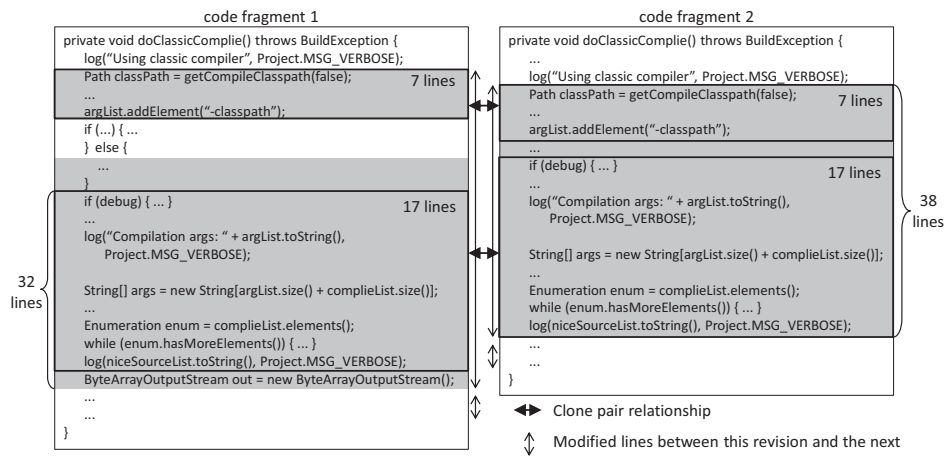 code fragment 1
private void doClassicComplie() throws BuildException {
log("Using classic compiler", Project.MSG_VERBOSE);
Path classPath = getCompileClasspath(false);
7 lines
...
argList.addElement("-classpath");
if (...) { ...
} else {
...
}
if (debug) { ... }
17 lines
...
log("Compilation args: “ + argList.toString(),
Project.MSG_VERBOSE);
String[] args = new String[argList.size() + complieList.size()];
...
Enumeration enum = complieList.elements();
while (enum.hasMoreElements()) { ... }
log(niceSourceList.toString(), Project.MSG_VERBOSE);
ByteArrayOutputStream out = new ByteArrayOutputStream();
...
...
}
32
lines
code fragment 2
private void doClassicComplie() throws BuildException {
...
log("Using classic compiler", Project.MSG_VERBOSE);
Path classPath = getCompileClasspath(false);
7 lines
...
argList.addElement("-classpath");
...
if (debug) { ... }
17 lines
...
log("Compilation args: “ + argList.toString(),
Project.MSG_VERBOSE);
String[] args = new String[argList.size() + complieList.size()];
...
Enumeration enum = complieList.elements();
while (enum.hasMoreElements()) { ... }
log(niceSourceList.toString(), Project.MSG_VERBOSE);
...
...
}
38
lines
Clone pair relationship
Modified lines between this revision and the next